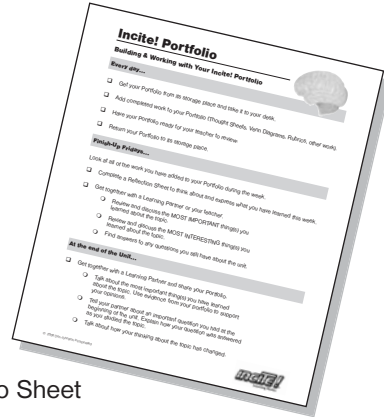 Incite! Portfolio
Building & Working with Your Incite! Portfolio
Every day...
❑ Get your Portfolio from its storage place and take it to your desk.
❑ Add completed work to your Portfolio (Thought Sheets, Venn Diagrams, Rubrics, other work).
❑ Have your Portfolio ready for your teacher to review.
❑ Return your Portfolio to its storage place.
Finish-Up Fridays...
Look at all of the work you have added to your Portfolio during the week.
❑ Complete a Reflection Sheet to think about and express what you have learned this week.
❑ Get together with a Learning Partner or your teacher.
❍ Review and discuss the MOST IMPORTANT thing(s) you
learned about the topic.
❍ Review and discuss the MOST INTERESTING thing(s) you
learned about the topic.
❍ Find answers to any questions you still have about the unit.
At the end of the Unit...
❑ Get together with a Learning Partner and share your Portfolio.
❍ Talk about the most important thing(s) you have learned
about the topic. Use evidence from your portfolio to support
your opinions.
❍ Tell your partner about an important question you had at the
beginning of the unit. Explain how your question was answered
as you studied the topic.
❍ Talk about how your thinking about the topic has changed.
INCITE!
o Sheet